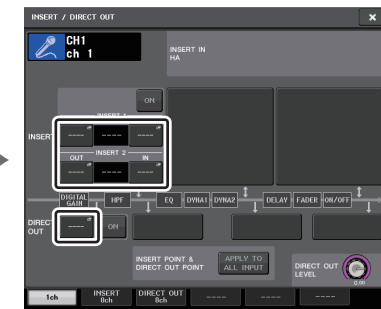 INSERT / DIRECT OUT
CH1
ch 1
INSERT IN
HA
ON
INSERT 1
INSERT
---- ----  ----
OUT INSERT 2 IN
---- ---- ----
DIGITAL GAIN HPF EQ DYNA1 DYNA2 DELAY FADER ON/OFF
DIRECT OUT
---- ON
INSERT POINT & DIRECT OUT POINT
APPLY TO ALL INPUT
DIRECT OUT LEVEL
0.00
1ch
INSERT 8ch
DIRECT OUT 8ch
---- ---- ----